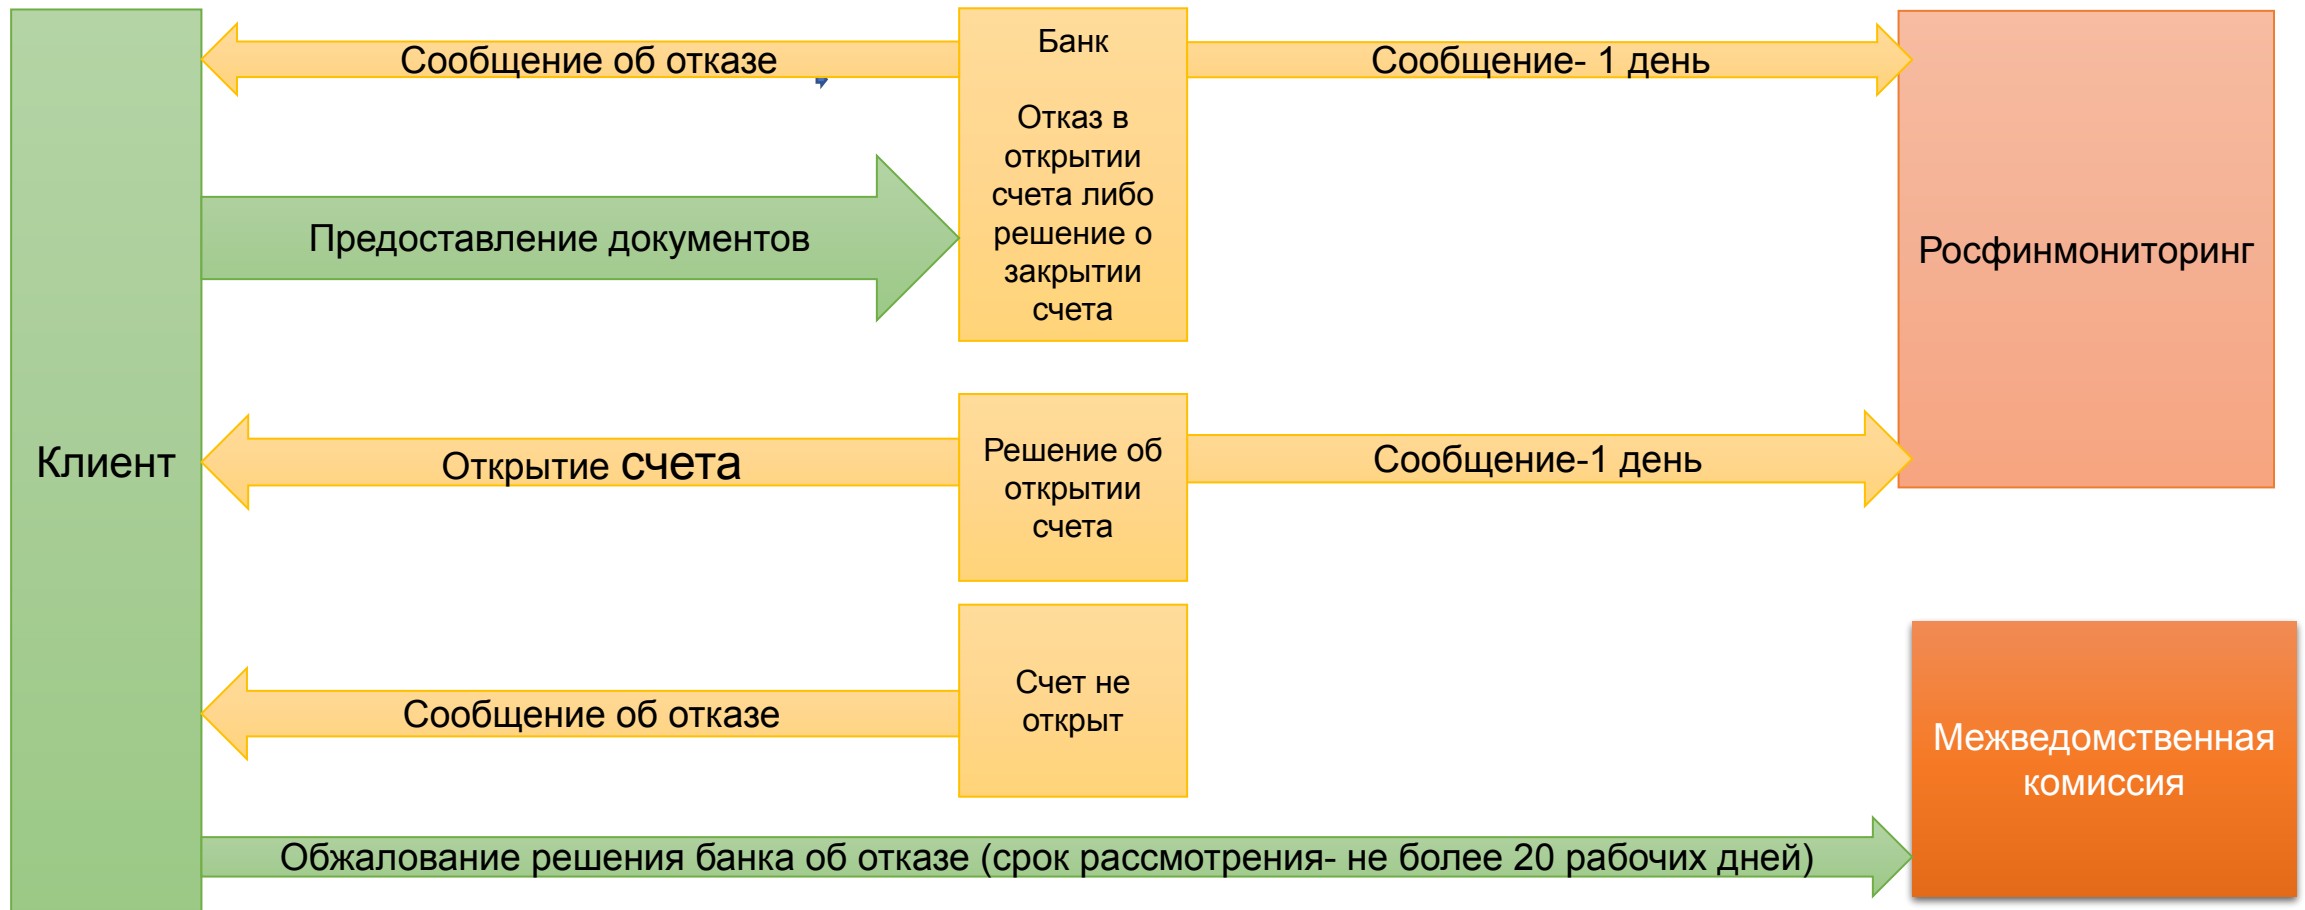 Сообщение об отказе
Банк
Сообщение- 1 день
Отказ в
открытии
счета либо
решение о
закрытии
счета
Предоставление документов
Росфинмониторинг
Клиент
Открытие счета
Решение об
открытии
счета
Сообщение-1 день
Сообщение об отказе
Счет не
открыт
Межведомственная
комиссия
Обжалование решения банка об отказе (срок рассмотрения- не более 20 рабочих дней)